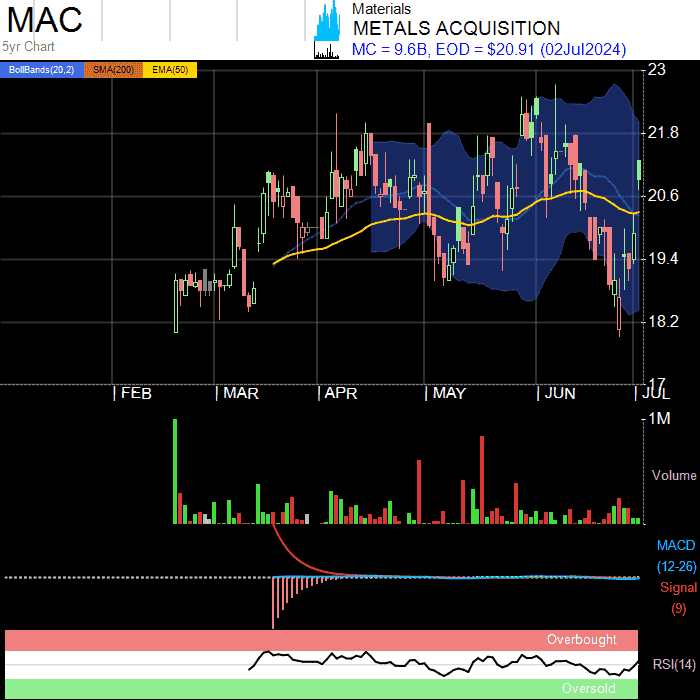 MAC
5yr Chart
Materials
METALS ACQUISITION
MC = 9.6B, EOD = $20.91 (02Jul2024)
BollBands(20,2) SMA(200) EMA(50)
23
21.8
20.6
19.4
18.2
17
FEB MAR APR MAY JUN JUL
1M
Volume
MACD
(12-26)
Signal
(9)
Overbought
RSI(14)
Oversold